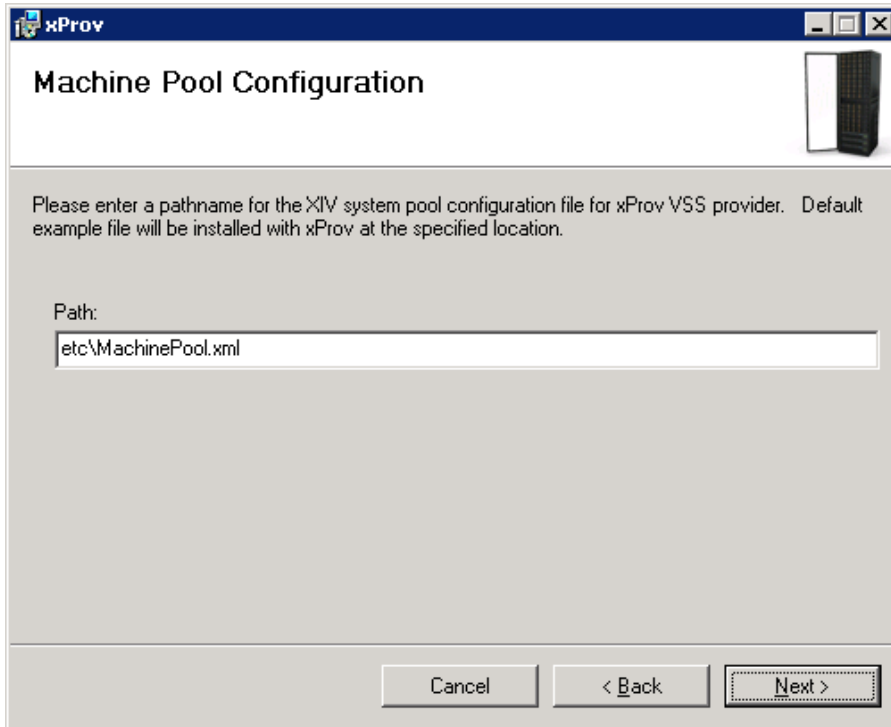 xProv
Machine Pool Configuration
Please enter a pathname for the XIV system pool configuration file for xProv VSS provider.   Default
example file will be installed with xProv at the specified location.
Path:
etc\MachinePool.xml
Cancel
< Back
Next >